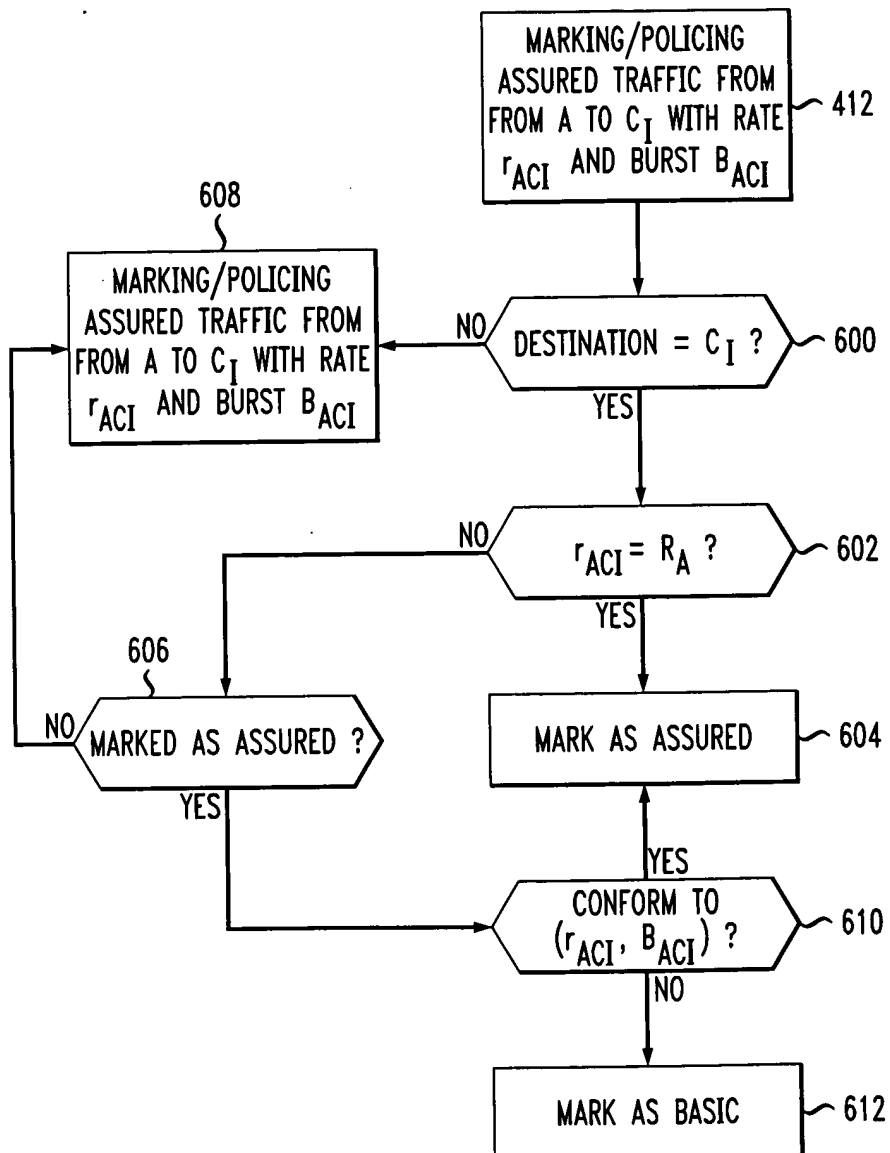 MARKING/POLICING
ASSURED TRAFFIC FROM
FROM A TO C_I WITH RATE
r_ACI AND BURST B_ACI
412
608
MARKING/POLICING
ASSURED TRAFFIC FROM
FROM A TO C_I WITH RATE
r_ACI AND BURST B_ACI
NO
DESTINATION = C_I ?
600
YES
NO
r_ACI = R_A ?
602
YES
606
NO
MARKED AS ASSURED ?
YES
MARK AS ASSURED
604
YES
CONFORM TO
(r_ACI, B_ACI) ?
610
NO
MARK AS BASIC
612